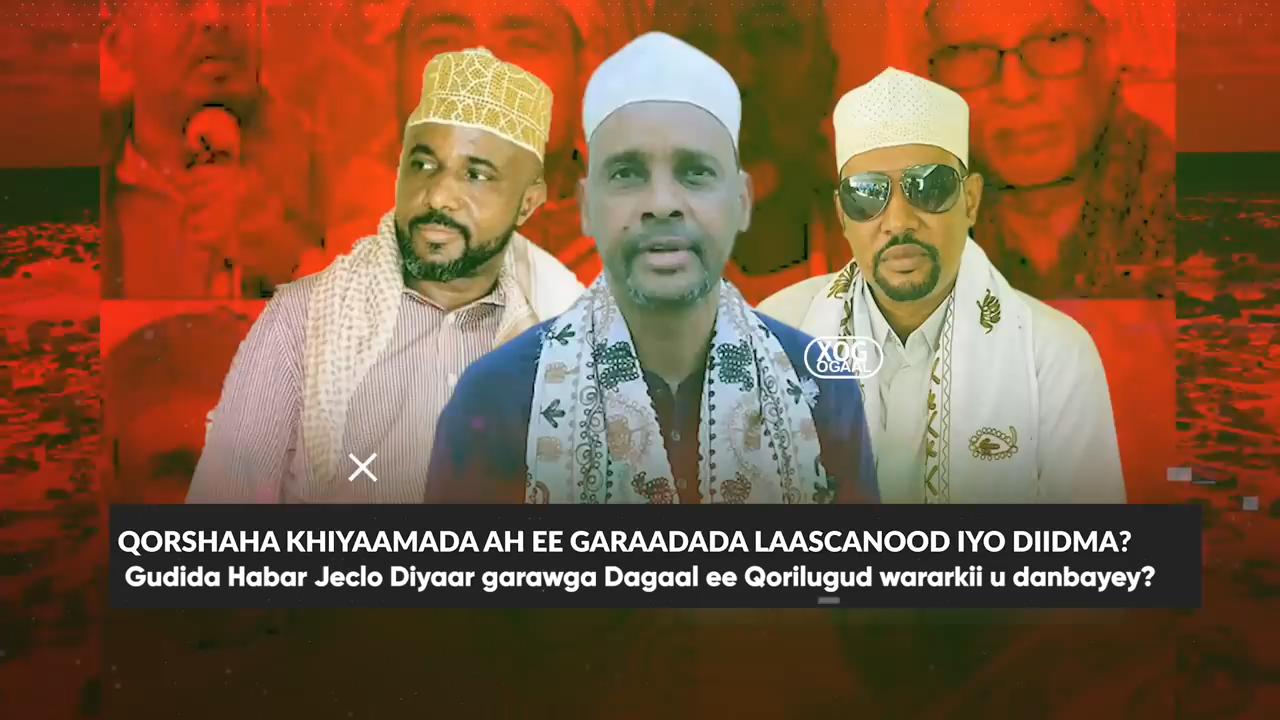 XOG
OGAAL
QORSHAHA KHIYAAMADA AH EE GARAADADA LAASCANOOD IYO DIIDMA?
Gudida Habar Jeclo Diyaar garawga Dagaal ee Qorilugud wararkii u danbayey?